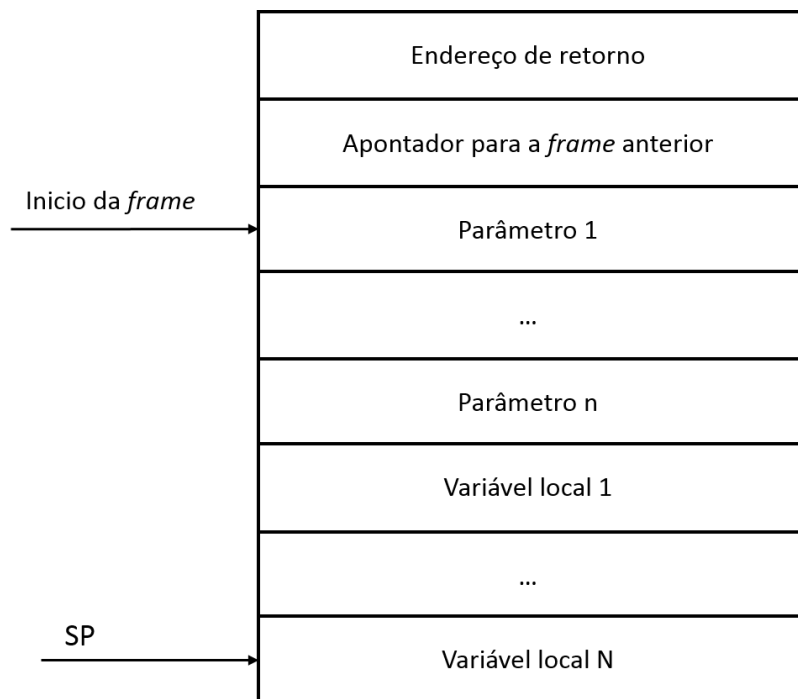 Endereço de retorno
Apontador para a frame anterior
Inicio da frame
Parâmetro 1
...
Parâmetro n
Variável local 1
...
SP
Variável local N